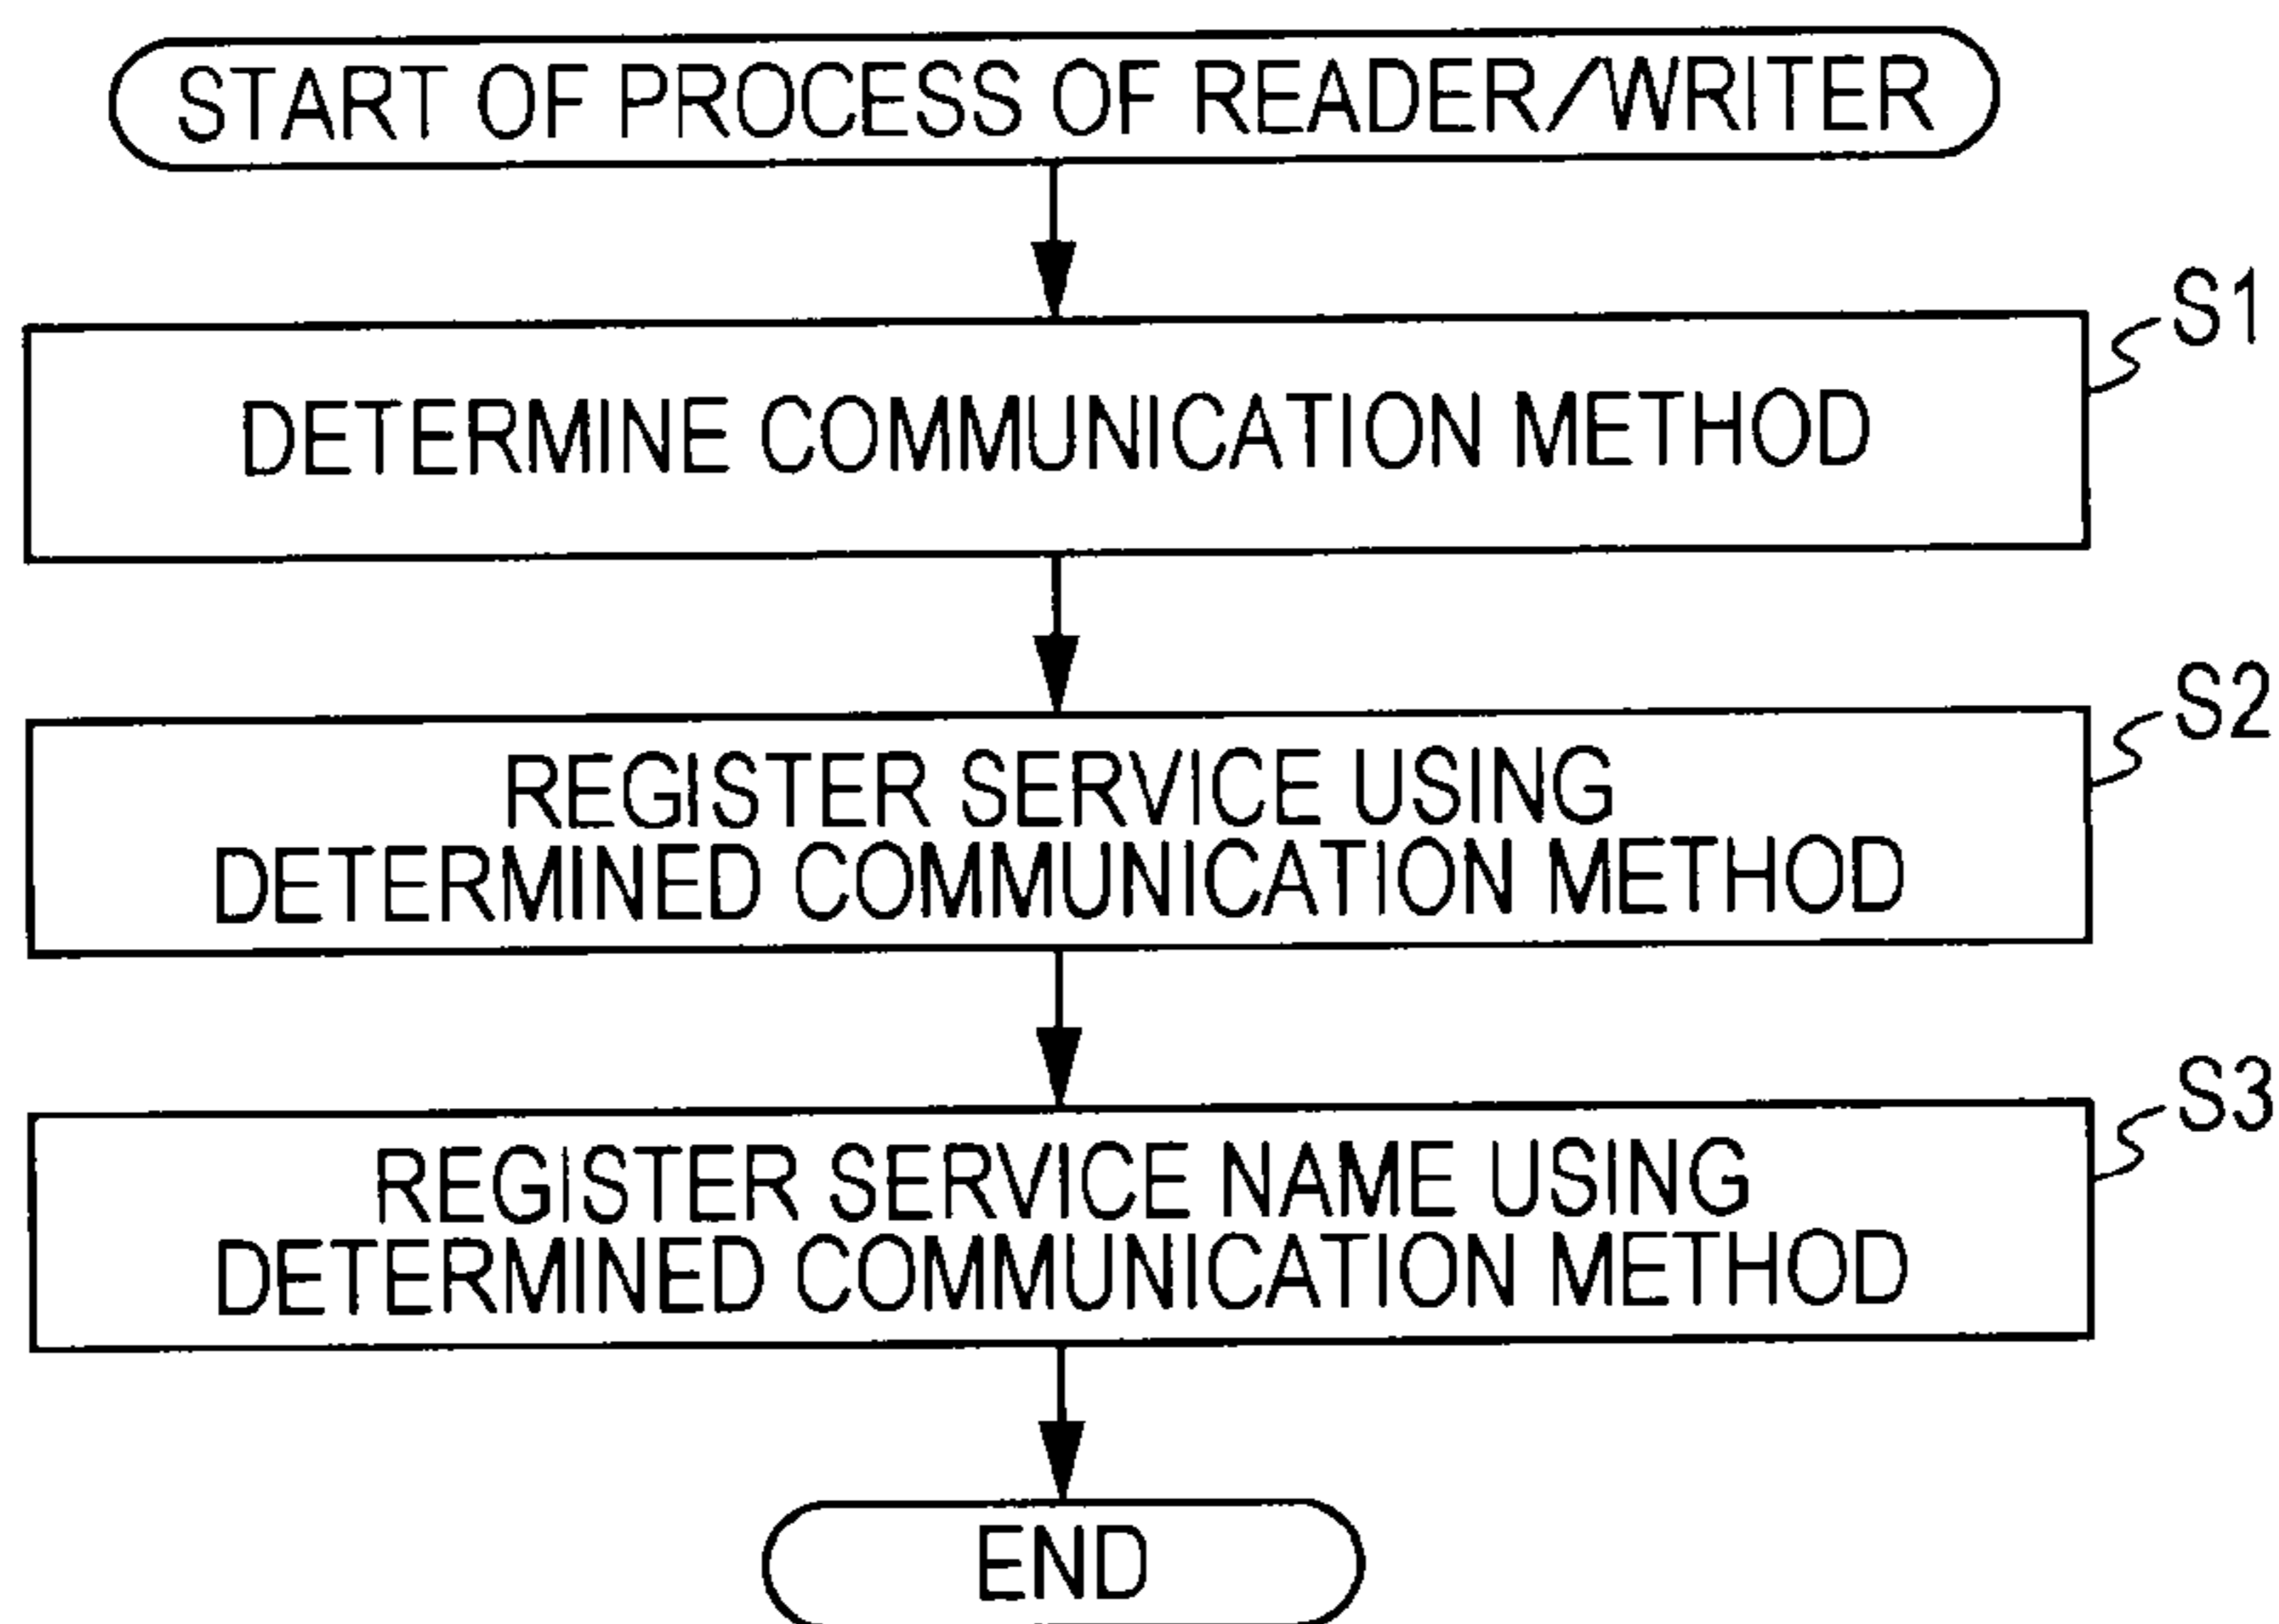 START OF PROCESS OF READER/WRITER
S1
DETERMINE COMMUNICATION METHOD
S2
REGISTER SERVICE USING
DETERMINED COMMUNICATION METHOD
S3
REGISTER SERVICE NAME USING
DETERMINED COMMUNICATION METHOD
END